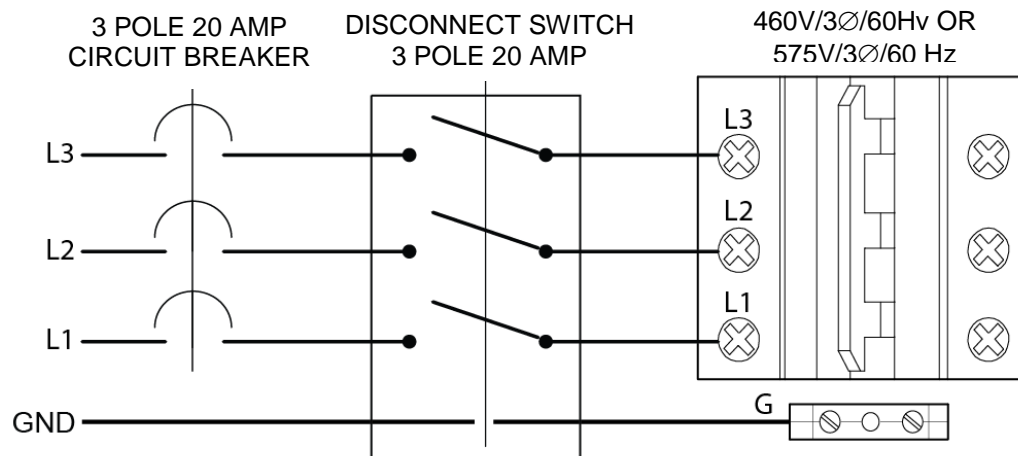 3 POLE 20 AMP
CIRCUIT BREAKER
DISCONNECT SWITCH
3 POLE 20 AMP
460V/3∅/60Hv OR
575V/3∅/60 Hz
L3
L3
L2
L2
L1
L1
GND
G